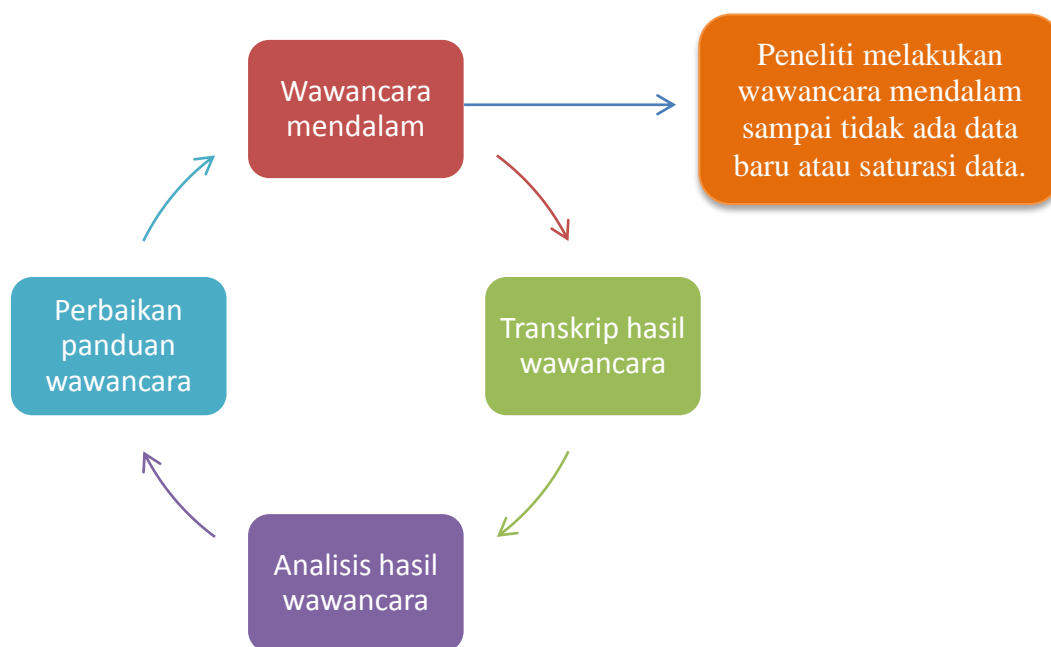 Wawancara
mendalam
Peneliti melakukan
wawancara mendalam
sampai tidak ada data
baru atau saturasi data.
Transkrip hasil
wawancara
Analisis hasil
wawancara
Perbaikan
panduan
wawancara